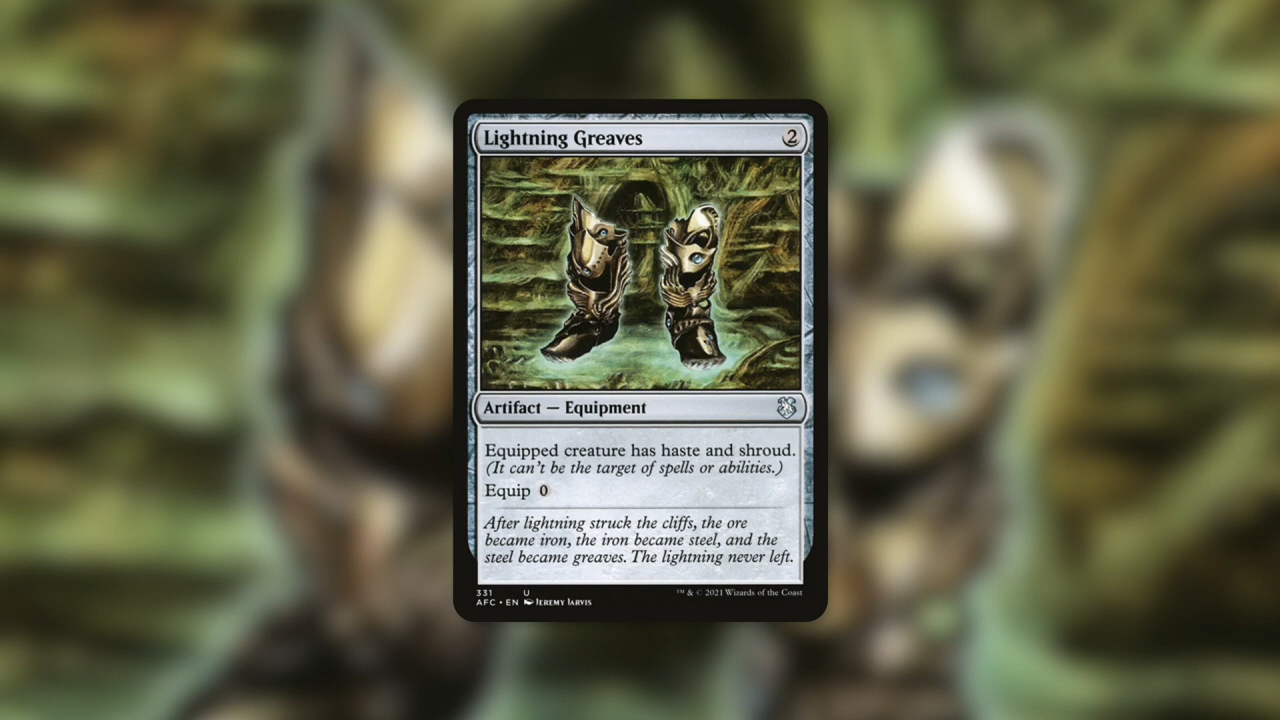 Lightning Greaves 2
Artifact — Equipment
Equipped creature has haste and shroud.
(It can't be the target of spells or abilities.)
Equip 0
After lightning struck the cliffs, the ore
became iron, the iron became steel, and the
steel became greaves. The lightning never left.
331 U
AFC • EN Jeremy Jarvis
™ & © 2021 Wizards of the Coast